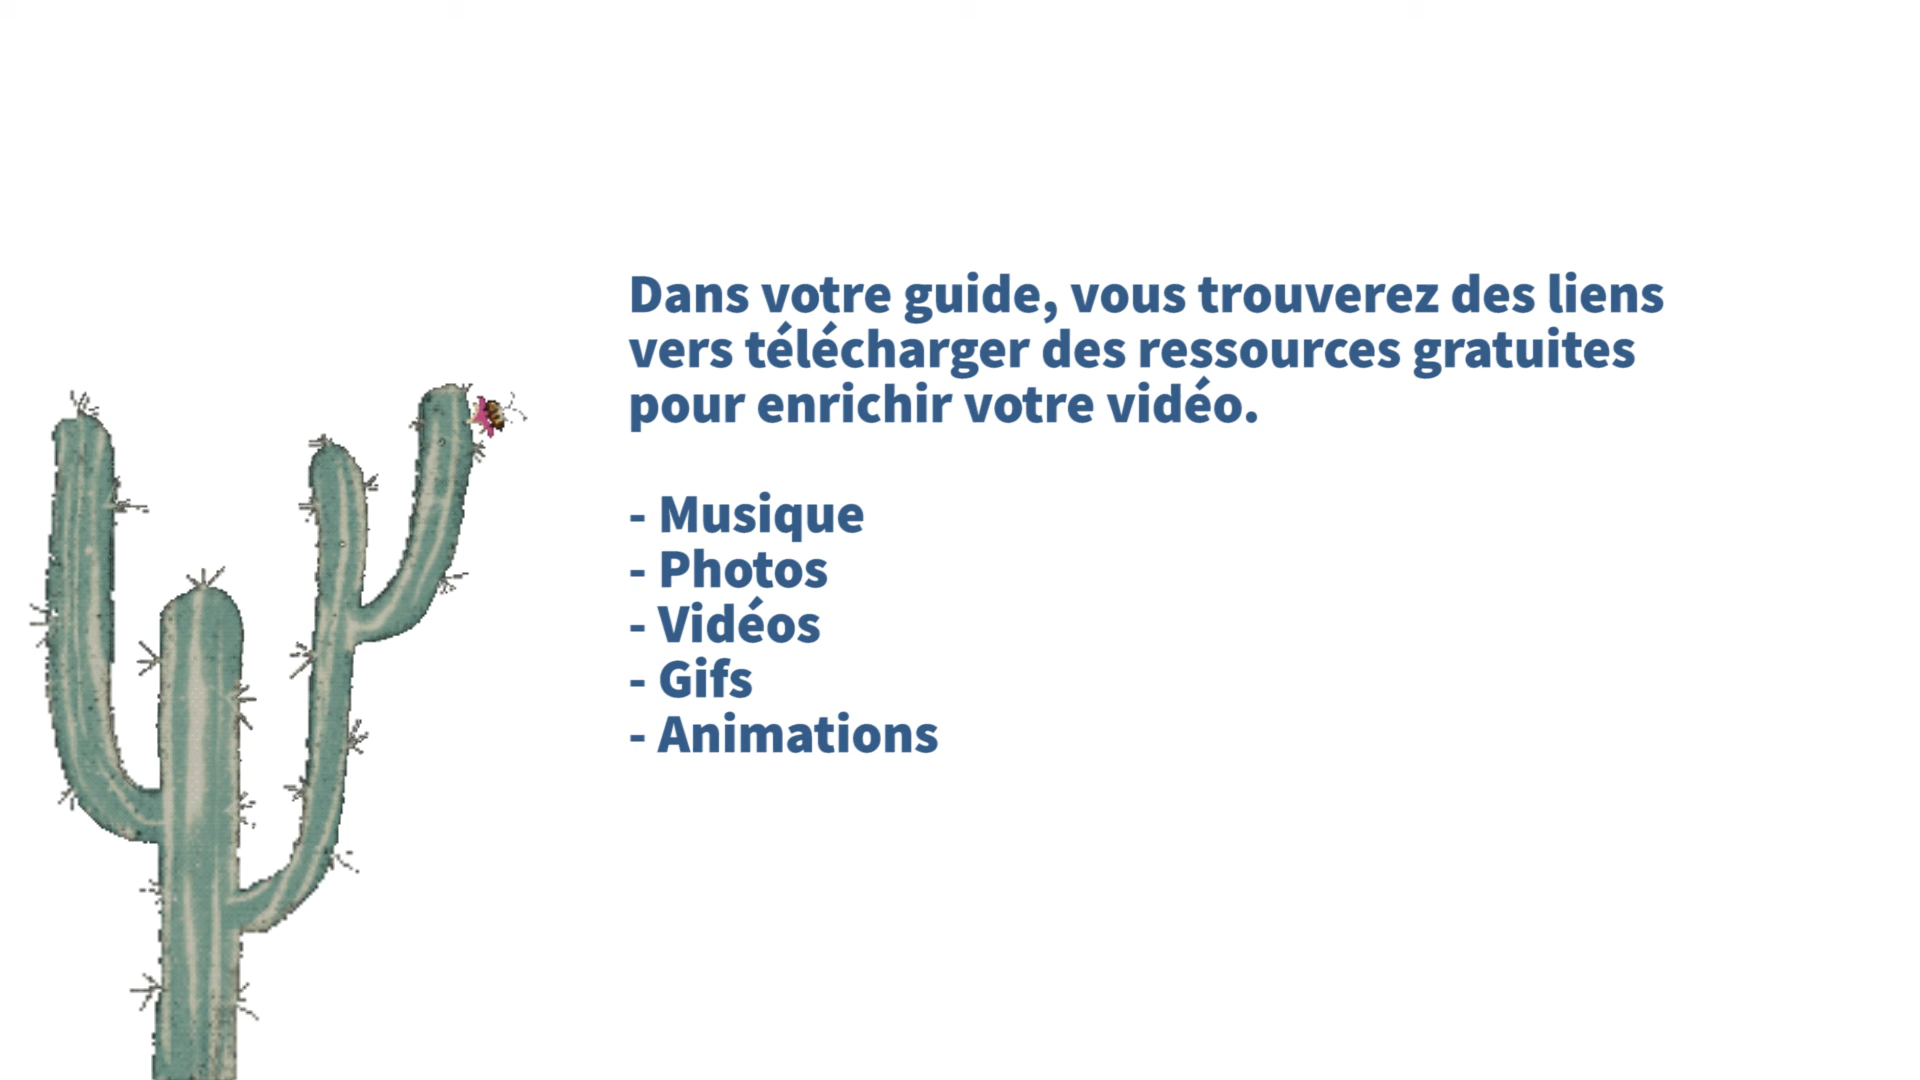 Dans votre guide, vous trouverez des liens
vers télécharger des ressources gratuites
pour enrichir votre vidéo.
- Musique
- Photos
- Vidéos
- Gifs
- Animations